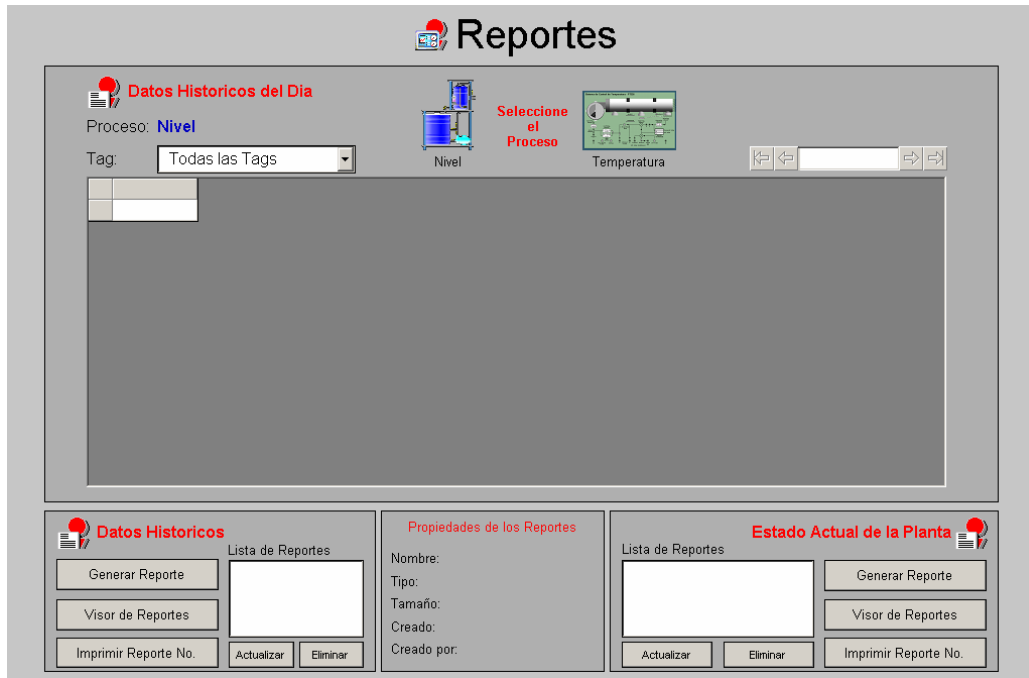 Reportes
Datos Historicos del Dia
Proceso: Nivel
Tag: Todas las Tags
Nivel
Seleccione
el
Proceso
Temperatura
Datos Historicos
Lista de Reportes
Generar Reporte
Visor de Reportes
Imprimir Reporte No.
Actualizar
Eliminar
Propiedades de los Reportes
Nombre:
Tipo:
Tamaño:
Creado:
Creado por:
Estado Actual de la Planta
Lista de Reportes
Generar Reporte
Visor de Reportes
Imprimir Reporte No.
Actualizar
Eliminar